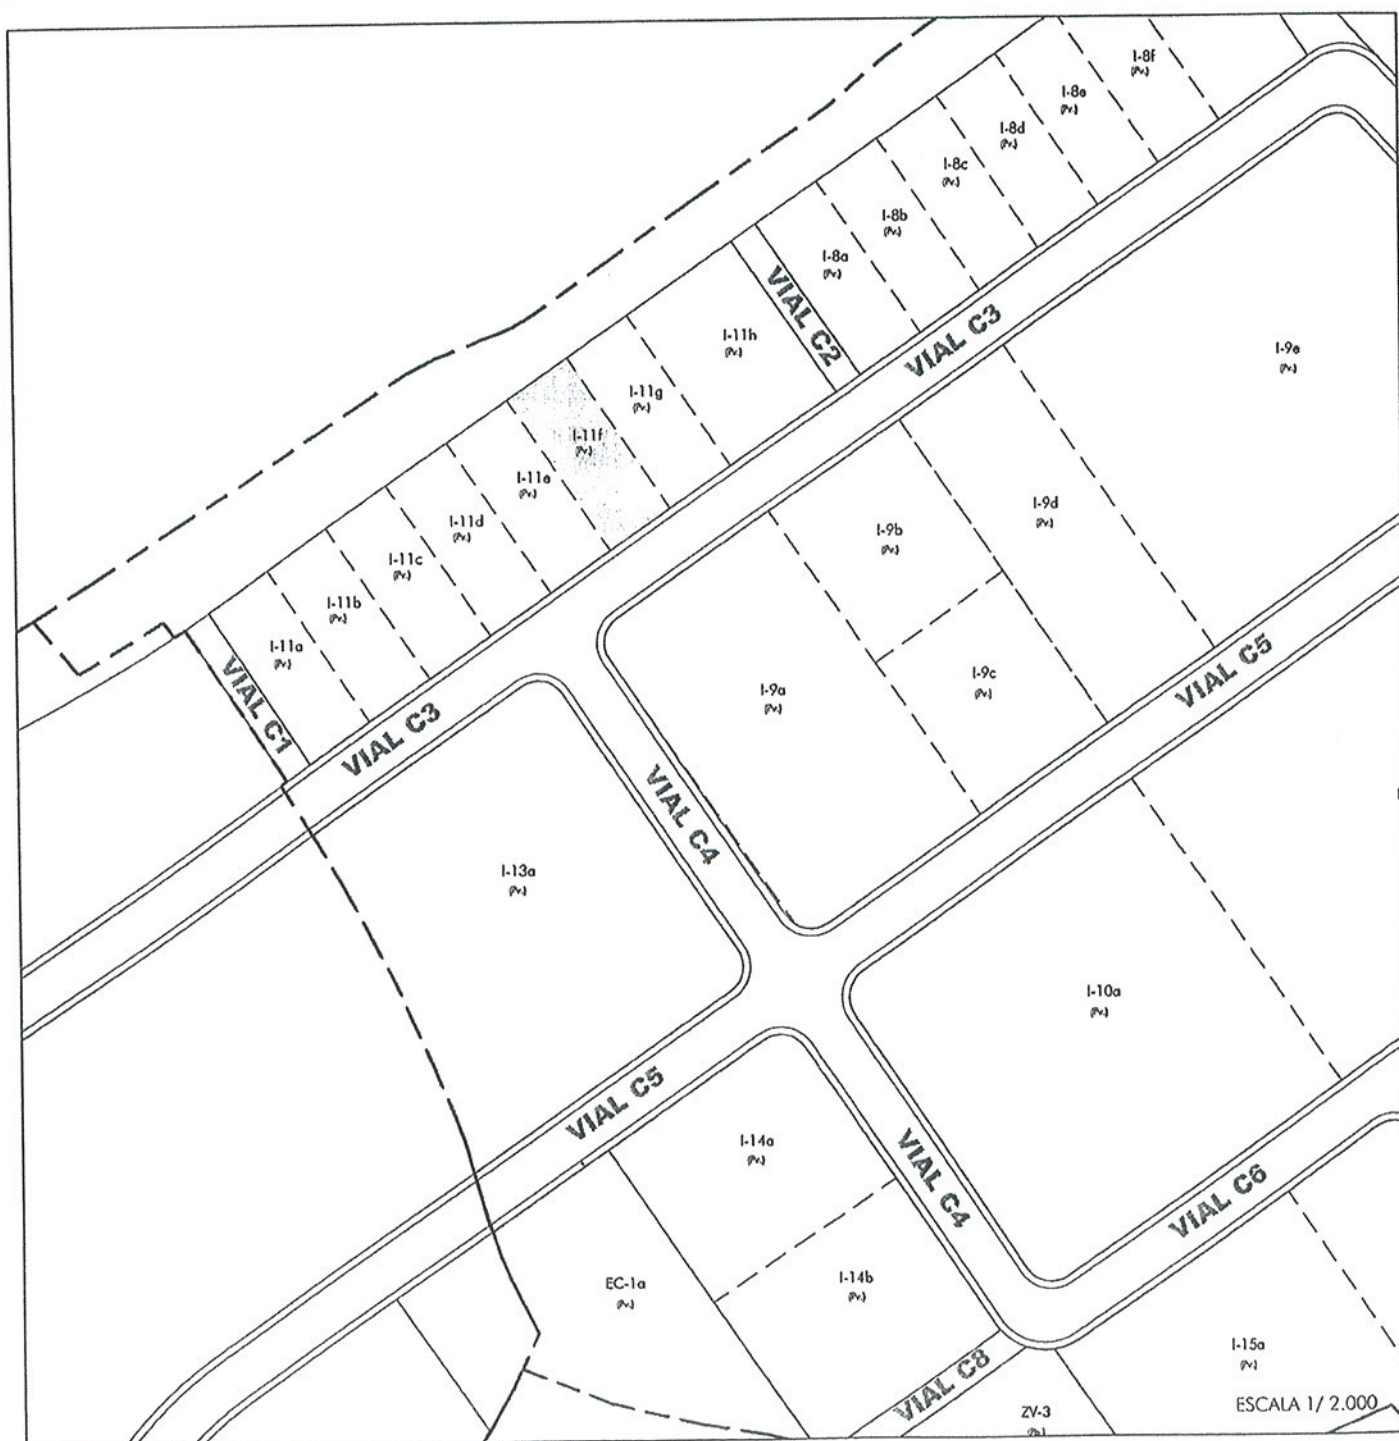 I-8f
(Pv.)
I-8e
(Pv.)
I-8d
(Pv.)
I-8c
(Pv.)
I-8b
(Pv.)
I-8a
(Pv.)
VIAL C2
VIAL C3
I-11h
(Pv.)
I-9e
(Pv.)
I-11g
(Pv.)
I-11f
(Pv.)
I-11e
(Pv.)
I-11d
(Pv.)
I-11c
(Pv.)
I-11b
(Pv.)
I-11a
(Pv.)
VIAL C1
VIAL C3
I-9b
(Pv.)
I-9d
(Pv.)
I-9c
(Pv.)
I-9a
(Pv.)
VIAL C5
VIAL C4
I-13a
(Pv.)
I-10a
(Pv.)
VIAL C5
I-14a
(Pv.)
VIAL C4
VIAL C6
EC-1a
(Pv.)
I-14b
(Pv.)
I-15a
(Pv.)
VIAL C8
ZV-3
(Pb.)
ESCALA 1/ 2.000